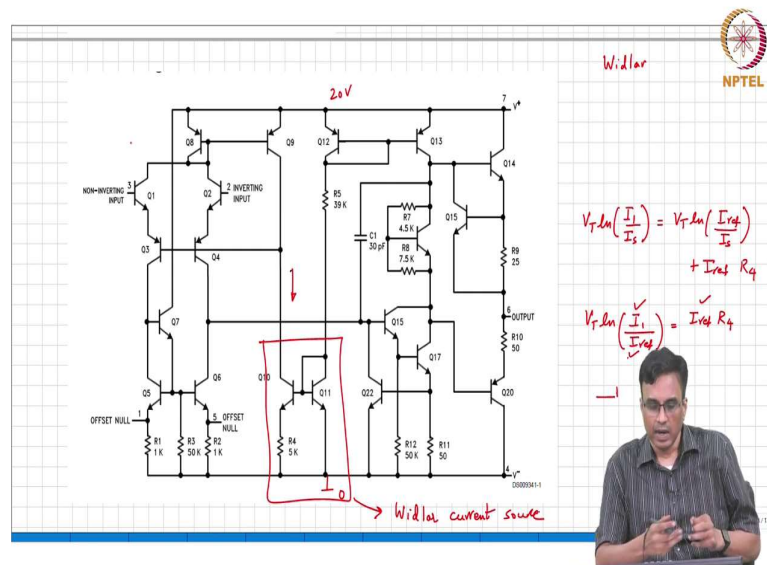 Widlar
NPTEL
20V
7
V+
Q8
Q9
Q12
Q13
Q14
3
NON-INVERTING
INPUT
Q1
Q2
2 INVERTING
INPUT
R5
39 K
Q15
R7
4.5 K
C1
30 pF
R8
7.5 K
R9
25
Q3
Q4
6
OUTPUT
Q7
Q15
R10
50
Q17
Q5
Q6
Q10
Q11
Q22
Q20
OFFSET NULL
1
5 OFFSET
NULL
R1
1 K
R3
50 K
R2
1 K
R4
5 K
R12
50 K
R11
50
4
V-
DS009341-1
I0
Widlar current source
VT ln(I1/Is) = VT ln(Iref/Is)
+ Iref R4
VT ln(I1/Iref) = Iref R4